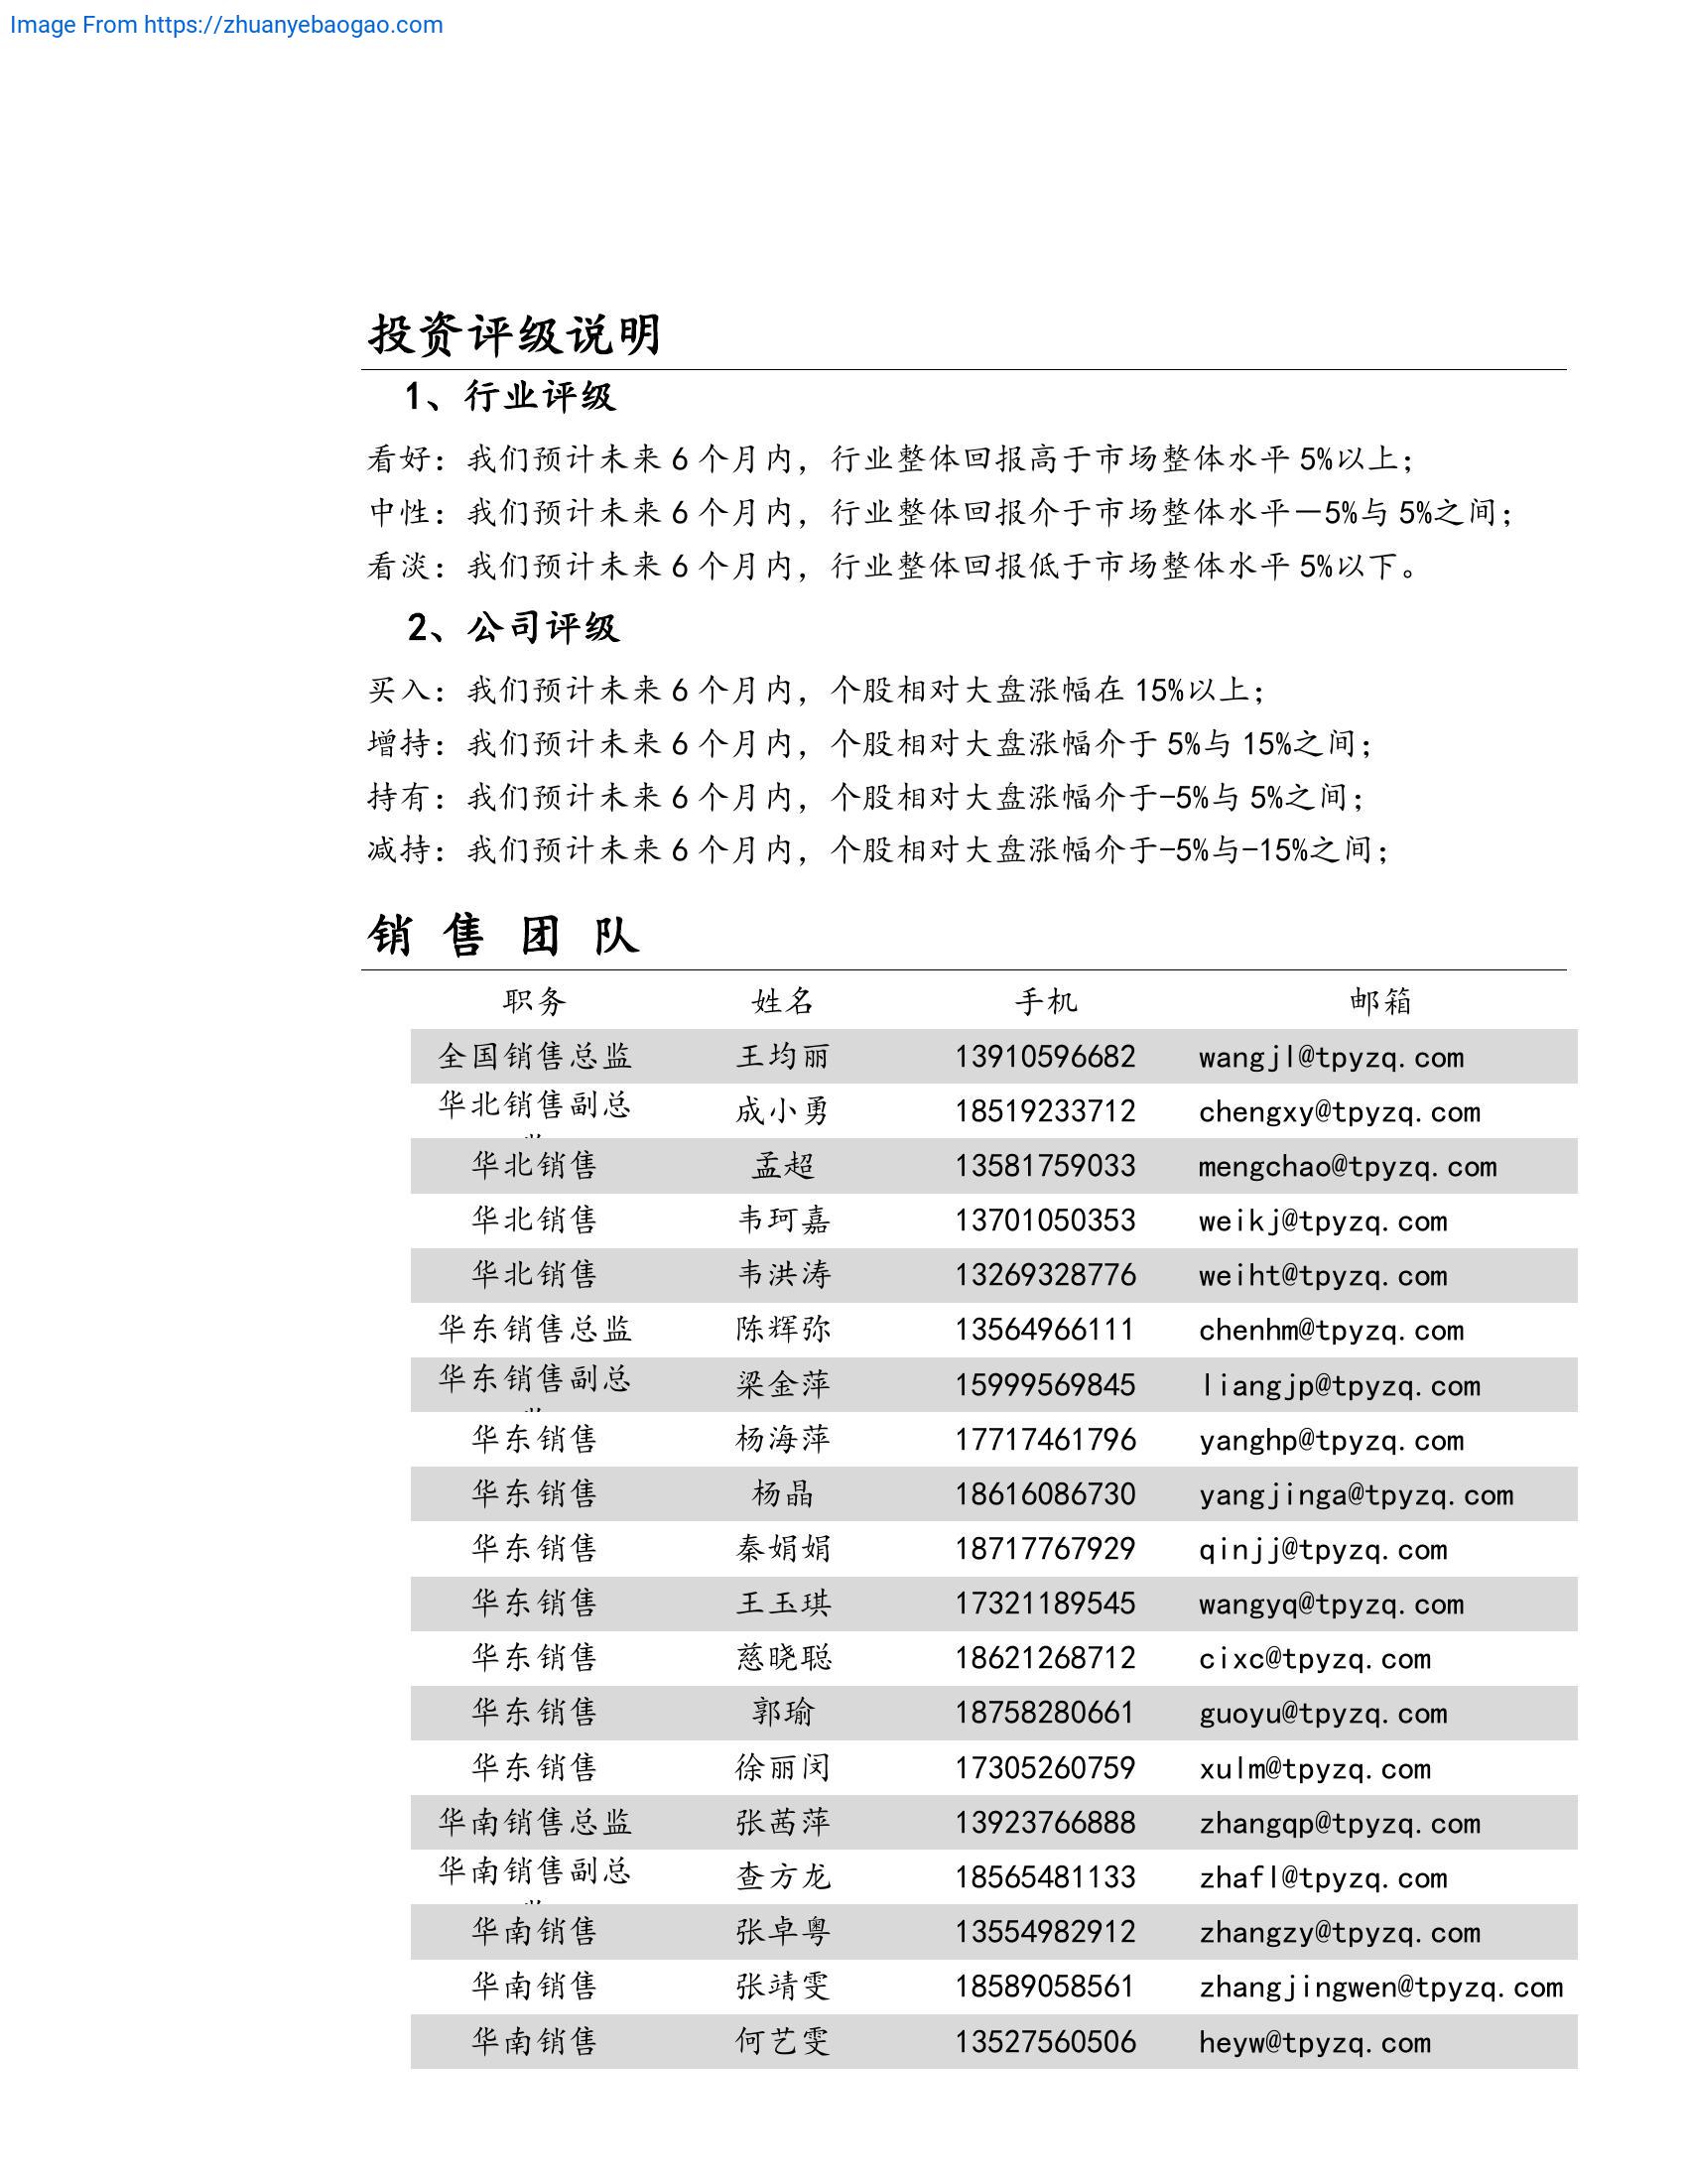 Image From https://zhuanyebaogao.com
投资评级说明
1、行业评级
看好：我们预计未来 6 个月内，行业整体回报高于市场整体水平 5%以上；
中性：我们预计未来 6 个月内，行业整体回报介于市场整体水平－5%与 5%之间；
看淡：我们预计未来 6 个月内，行业整体回报低于市场整体水平 5%以下。
2、公司评级
买入：我们预计未来 6 个月内，个股相对大盘涨幅在 15%以上；
增持：我们预计未来 6 个月内，个股相对大盘涨幅介于 5%与 15%之间；
持有：我们预计未来 6 个月内，个股相对大盘涨幅介于-5%与 5%之间；
减持：我们预计未来 6 个月内，个股相对大盘涨幅介于-5%与-15%之间；
销 售 团 队
职务 姓名 手机 邮箱
全国销售总监 王均丽 13910596682 wangjl@tpyzq.com
华北销售副总 成小勇 18519233712 chengxy@tpyzq.com
华北销售 孟超 13581759033 mengchao@tpyzq.com
华北销售 韦珂嘉 13701050353 weikj@tpyzq.com
华北销售 韦洪涛 13269328776 weiht@tpyzq.com
华东销售总监 陈辉弥 13564966111 chenhm@tpyzq.com
华东销售副总 梁金萍 15999569845 liangjp@tpyzq.com
华东销售 杨海萍 17717461796 yanghp@tpyzq.com
华东销售 杨晶 18616086730 yangjinga@tpyzq.com
华东销售 秦娟娟 18717767929 qinjj@tpyzq.com
华东销售 王玉琪 17321189545 wangyq@tpyzq.com
华东销售 慈晓聪 18621268712 cixc@tpyzq.com
华东销售 郭瑜 18758280661 guoyu@tpyzq.com
华东销售 徐丽闵 17305260759 xulm@tpyzq.com
华南销售总监 张茜萍 13923766888 zhangqp@tpyzq.com
华南销售副总 查方龙 18565481133 zhafl@tpyzq.com
华南销售 张卓粤 13554982912 zhangzy@tpyzq.com
华南销售 张靖雯 18589058561 zhangjingwen@tpyzq.com
华南销售 何艺雯 13527560506 heyw@tpyzq.com